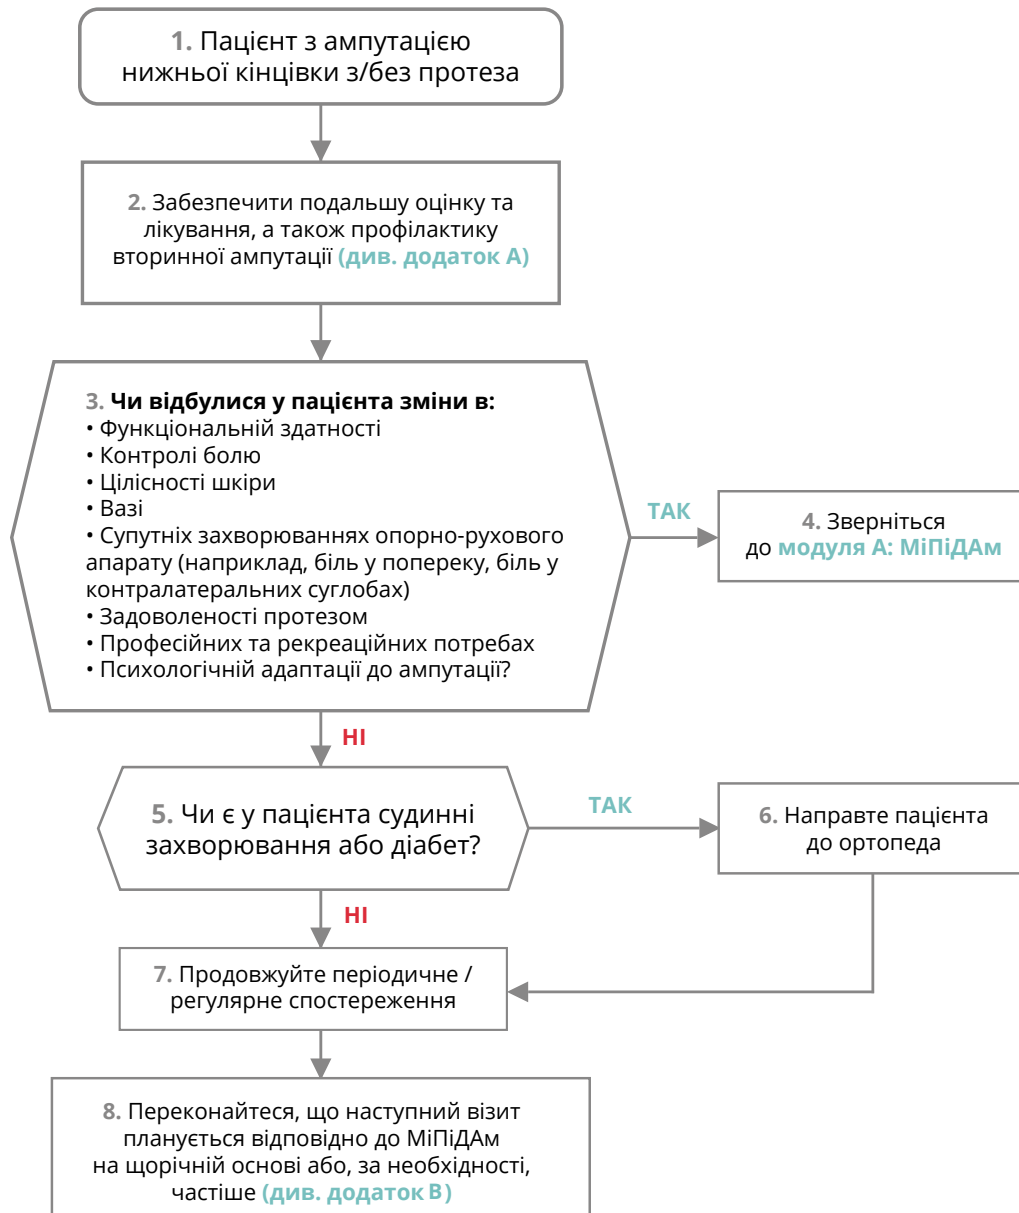 1. Пацієнт з ампутацією
нижньої кінцівки з/без протеза
2. Забезпечити подальшу оцінку та
лікування, а також профілактику
вторинної ампутації (див. додаток А)
3. Чи відбулися у пацієнта зміни в:
• Функціональній здатності
• Контролі болю
• Цілісності шкіри
• Вазі
• Супутніх захворюваннях опорно-рухового
апарату (наприклад, біль у попереку, біль у
контралатеральних суглобах)
• Задоволеності протезом
• Професійних та рекреаційних потребах
• Психологічній адаптації до ампутації?
ТАК
4. Зверніться
до модуля А: МіПіДАм
НІ
5. Чи є у пацієнта судинні
захворювання або діабет?
ТАК
6. Направте пацієнта
до ортопеда
НІ
7. Продовжуйте періодичне /
регулярне спостереження
8. Переконайтеся, що наступний візит
планується відповідно до МіПіДАм
на щорічній основі або, за необхідності,
частіше (див. додаток В)